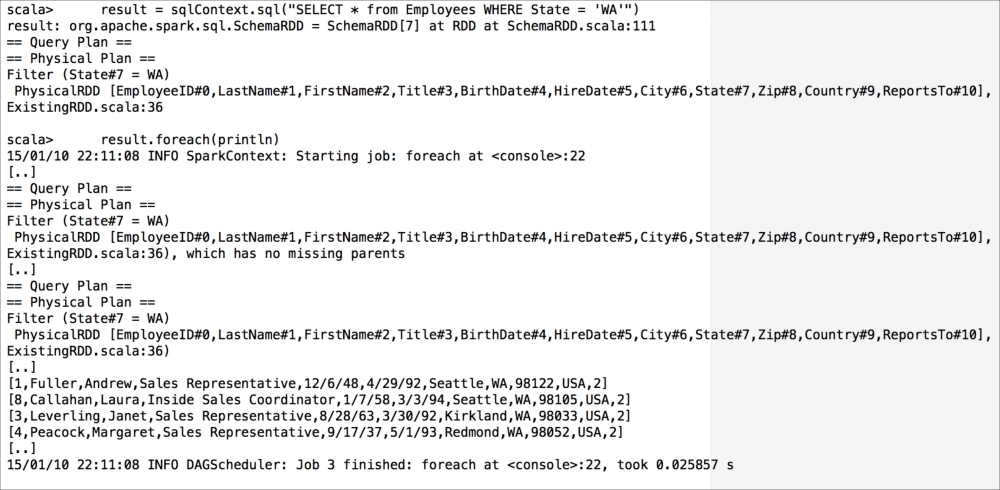 scala> result = sqlContext.sql("SELECT * from Employees WHERE State = 'WA'")
result: org.apache.spark.sql.SchemaRDD = SchemaRDD[7] at RDD at SchemaRDD.scala:111
== Query Plan ==
== Physical Plan ==
Filter (State#7 = WA)
PhysicalRDD [EmployeeID#0,LastName#1,FirstName#2,Title#3,BirthDate#4,HireDate#5,City#6,State#7,Zip#8,Country#9,ReportsTo#10],
ExistingRDD.scala:36
scala> result.foreach(println)
15/01/10 22:11:08 INFO SparkContext: Starting job: foreach at <console>:22
[..]
== Query Plan ==
== Physical Plan ==
Filter (State#7 = WA)
PhysicalRDD [EmployeeID#0,LastName#1,FirstName#2,Title#3,BirthDate#4,HireDate#5,City#6,State#7,Zip#8,Country#9,ReportsTo#10],
ExistingRDD.scala:36), which has no missing parents
[..]
== Query Plan ==
== Physical Plan ==
Filter (State#7 = WA)
PhysicalRDD [EmployeeID#0,LastName#1,FirstName#2,Title#3,BirthDate#4,HireDate#5,City#6,State#7,Zip#8,Country#9,ReportsTo#10],
ExistingRDD.scala:36)
[..]
[1,Fuller,Andrew,Sales Representative,12/6/48,4/29/92,Seattle,WA,98122,USA,2]
[8,Callahan,Laura,Inside Sales Coordinator,1/7/58,3/3/94,Seattle,WA,98105,USA,2]
[3,Leverling,Janet,Sales Representative,8/28/63,3/30/92,Kirkland,WA,98033,USA,2]
[4,Peacock,Margaret,Sales Representative,9/17/37,5/1/93,Redmond,WA,98052,USA,2]
[..]
15/01/10 22:11:08 INFO DAGScheduler: Job 3 finished: foreach at <console>:22, took 0.025857 s